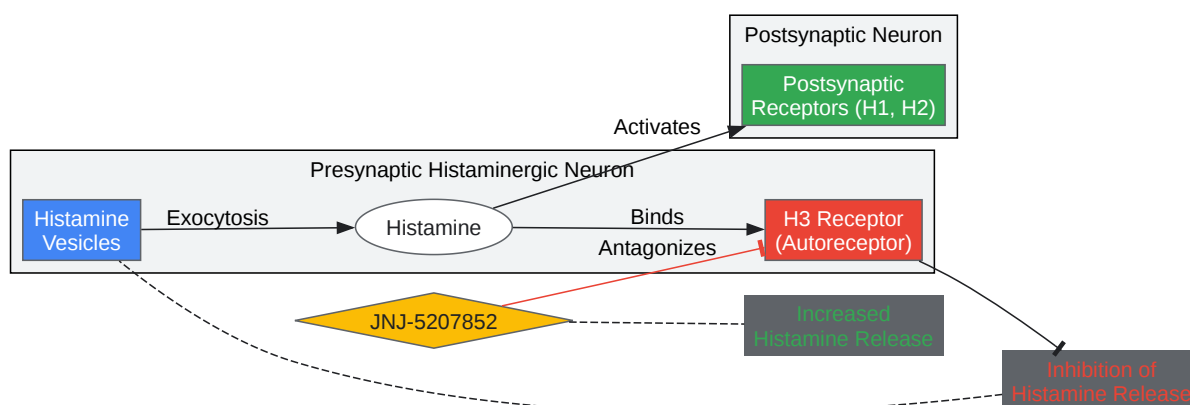 Postsynaptic Neuron
Postsynaptic
Receptors (H1, H2)
Activates
Presynaptic Histaminergic Neuron
Histamine
Vesicles
Exocytosis
Histamine
Binds
H3 Receptor
(Autoreceptor)
Antagonizes
JNJ-5207852
Increased
Histamine Release
Inhibition of
Histamine Release